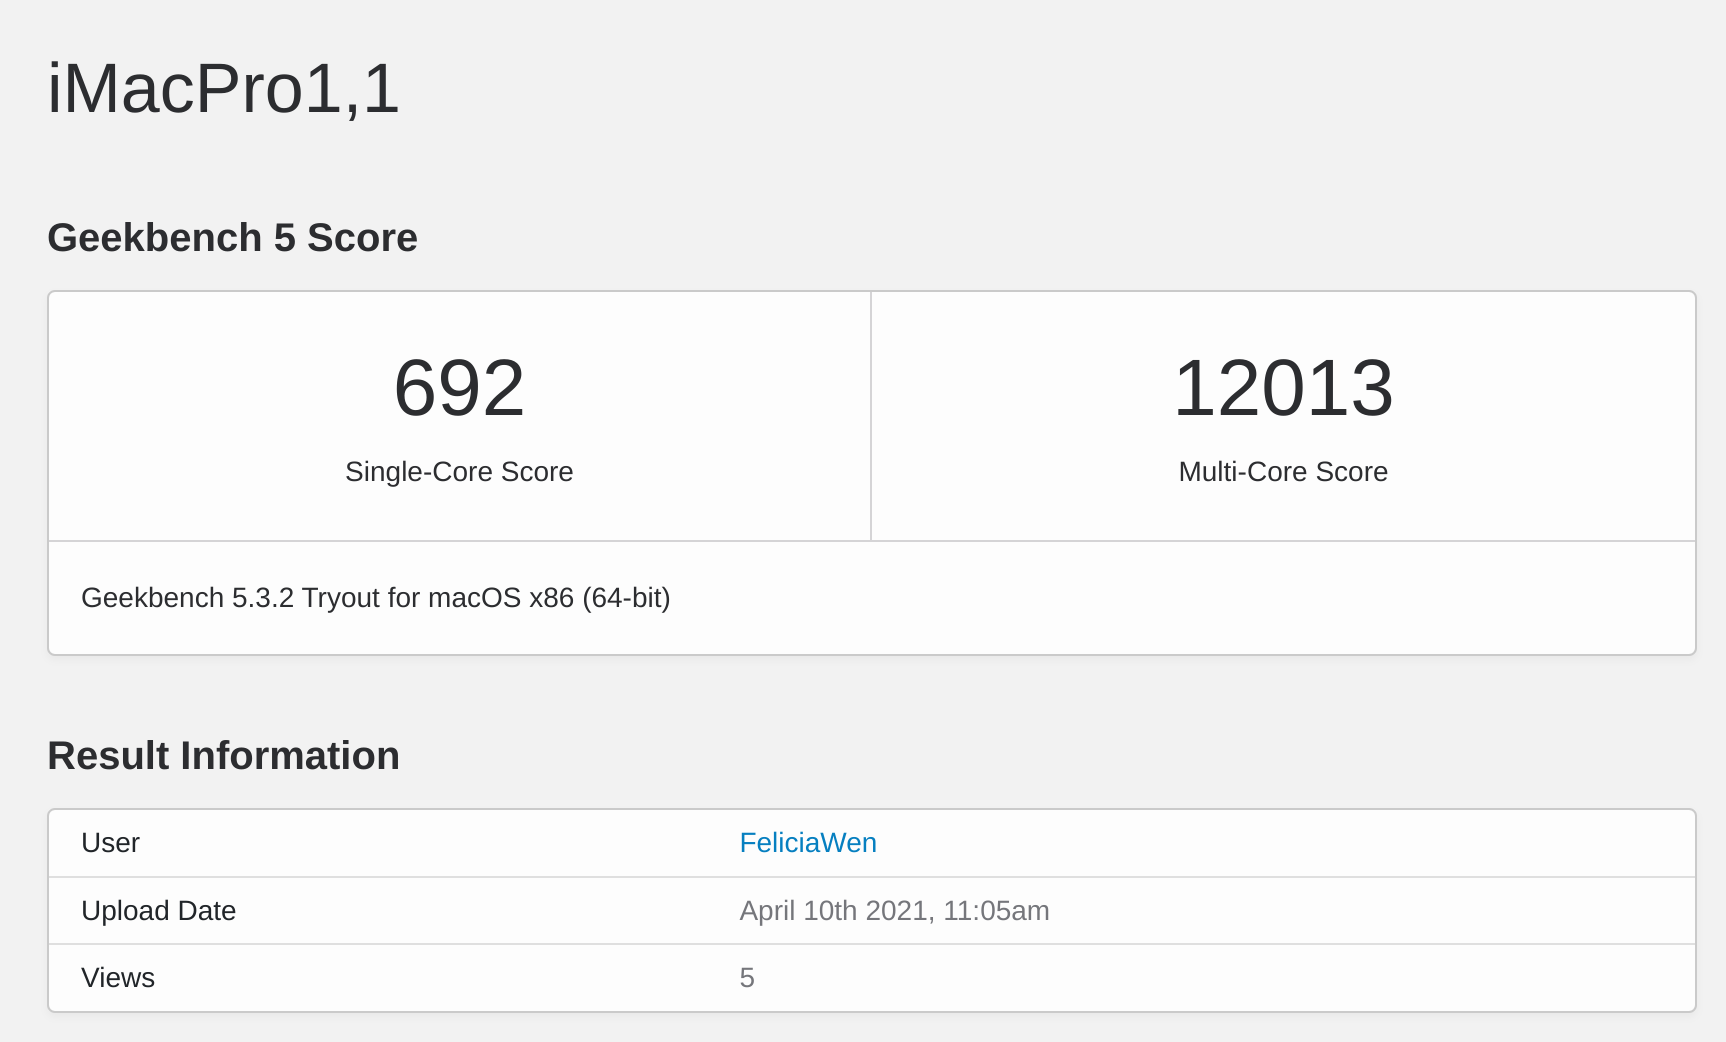 iMacPro1,1
Geekbench 5 Score
692
Single-Core Score
12013
Multi-Core Score
Geekbench 5.3.2 Tryout for macOS x86 (64-bit)
Result Information
User FeliciaWen
Upload Date April 10th 2021, 11:05am
Views 5